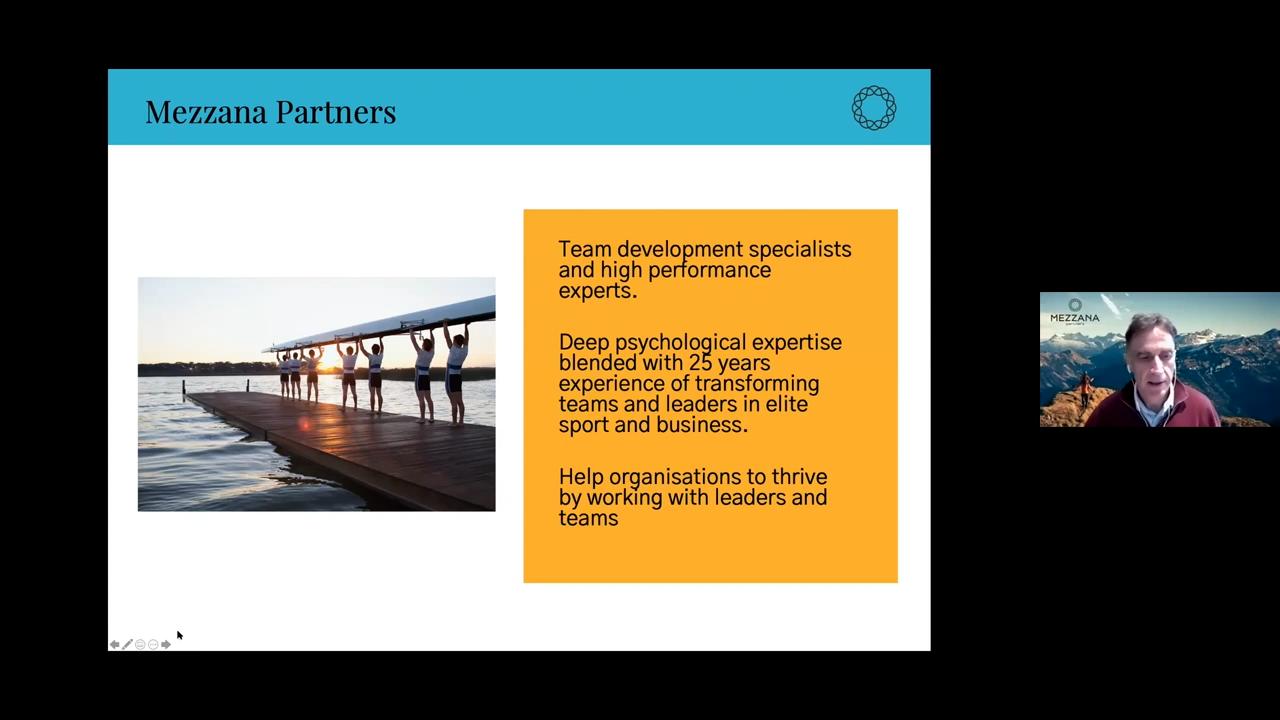 Mezzana Partners
Team development specialists
and high performance
experts.
Deep psychological expertise
blended with 25 years
experience of transforming
teams and leaders in elite
sport and business.
Help organisations to thrive
by working with leaders and
teams
MEZZANA
partners